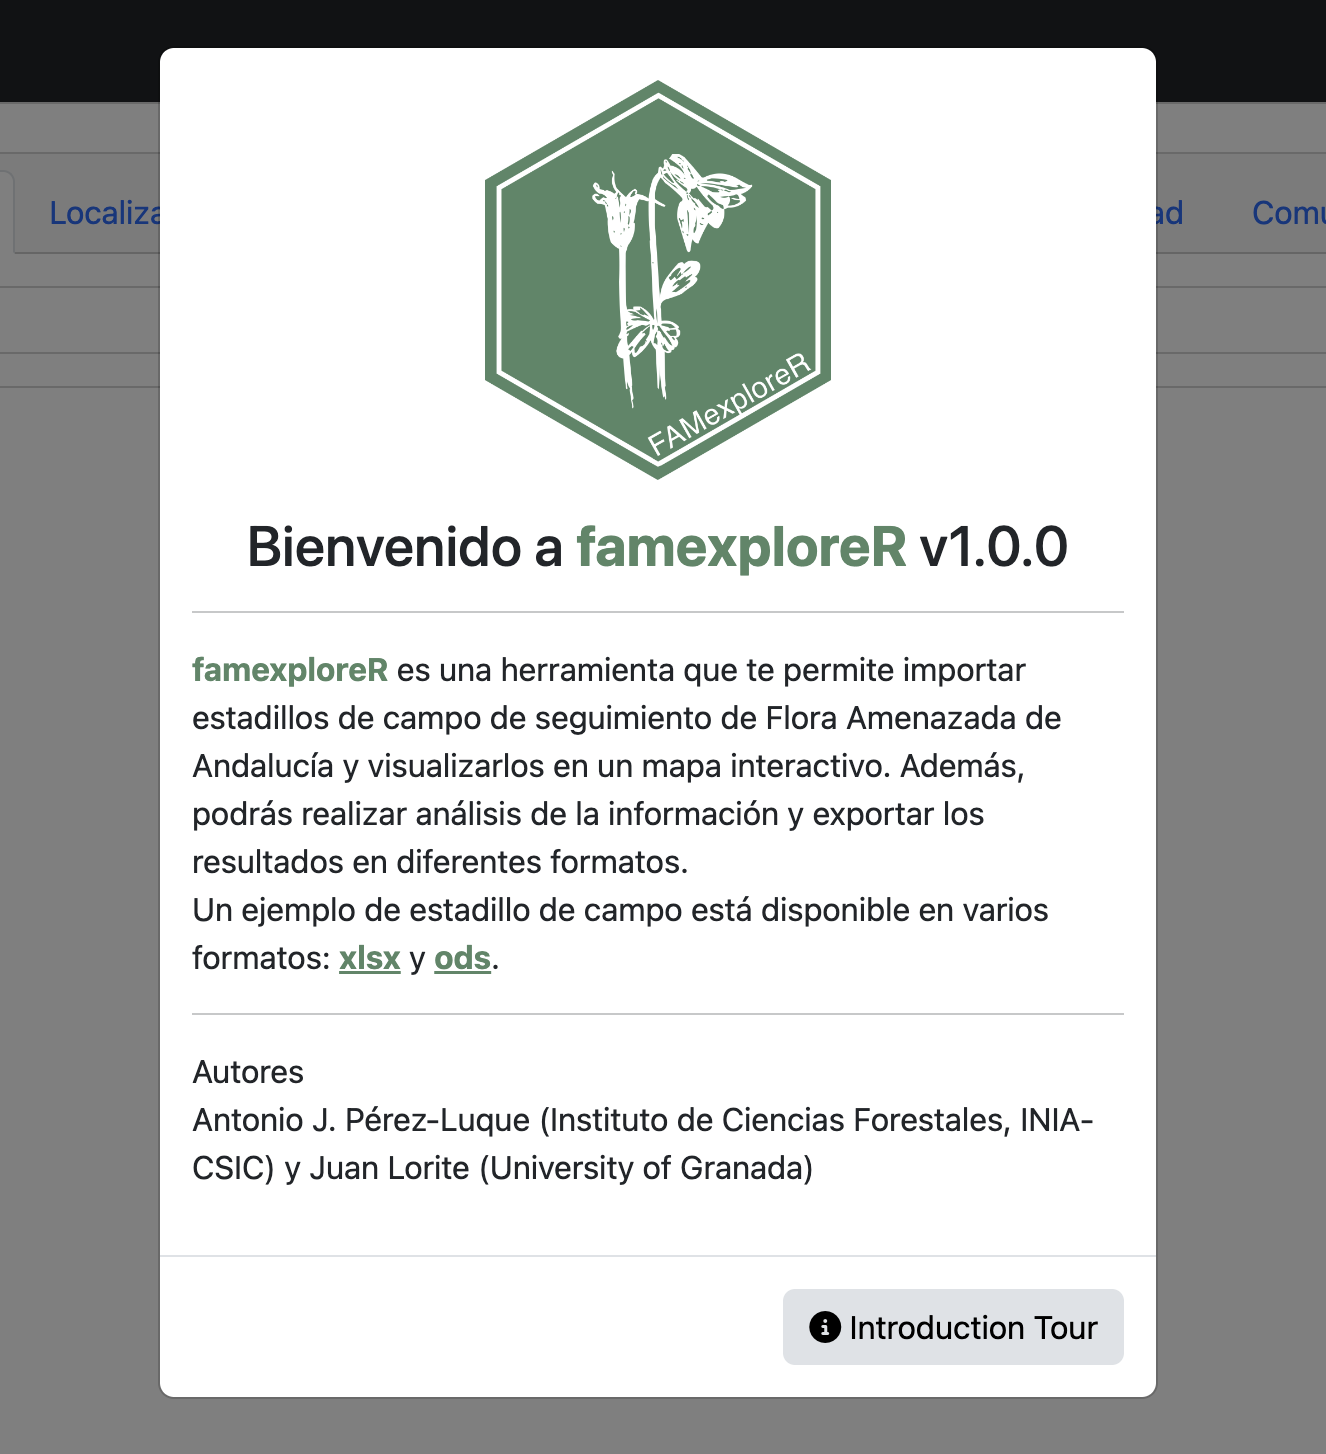 Localiza
ad
Comu
FAMexploreR
Bienvenido a famexploreR v1.0.0
famexploreR es una herramienta que te permite importar
estadillos de campo de seguimiento de Flora Amenazada de
Andalucía y visualizarlos en un mapa interactivo. Además,
podrás realizar análisis de la información y exportar los
resultados en diferentes formatos.
Un ejemplo de estadillo de campo está disponible en varios
formatos: xlsx y ods.
Autores
Antonio J. Pérez-Luque (Instituto de Ciencias Forestales, INIA-
CSIC) y Juan Lorite (University of Granada)
Introduction Tour